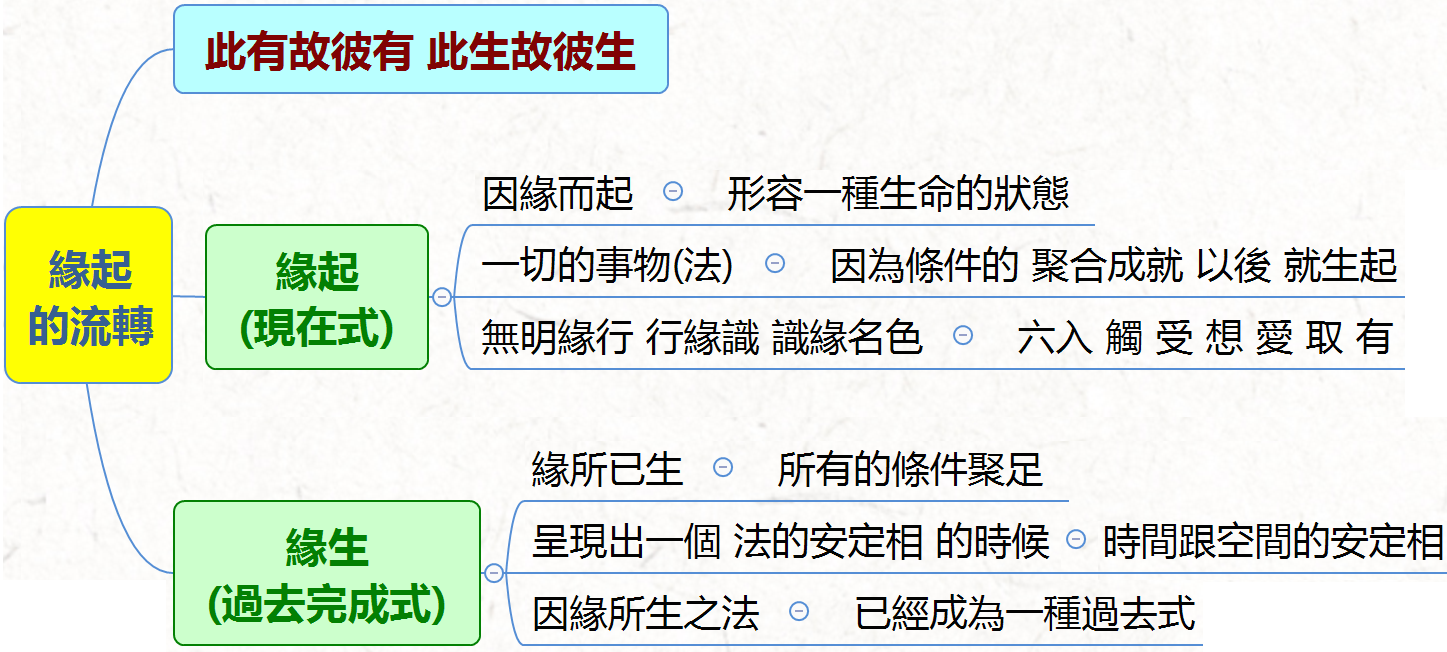 此有故彼有 此生故彼生
緣起
的流轉
緣起
(現在式)
因緣而起 形容一種生命的狀態
一切的事物(法) 因為條件的 聚合成就 以後 就生起
無明緣行 行緣識 識緣名色 六入 觸 受 想 愛 取 有
緣生
(過去完成式)
緣所已生 所有的條件聚足
呈現出一個 法的安定相 的時候 時間跟空間的安定相
因緣所生之法 已經成為一種過去式